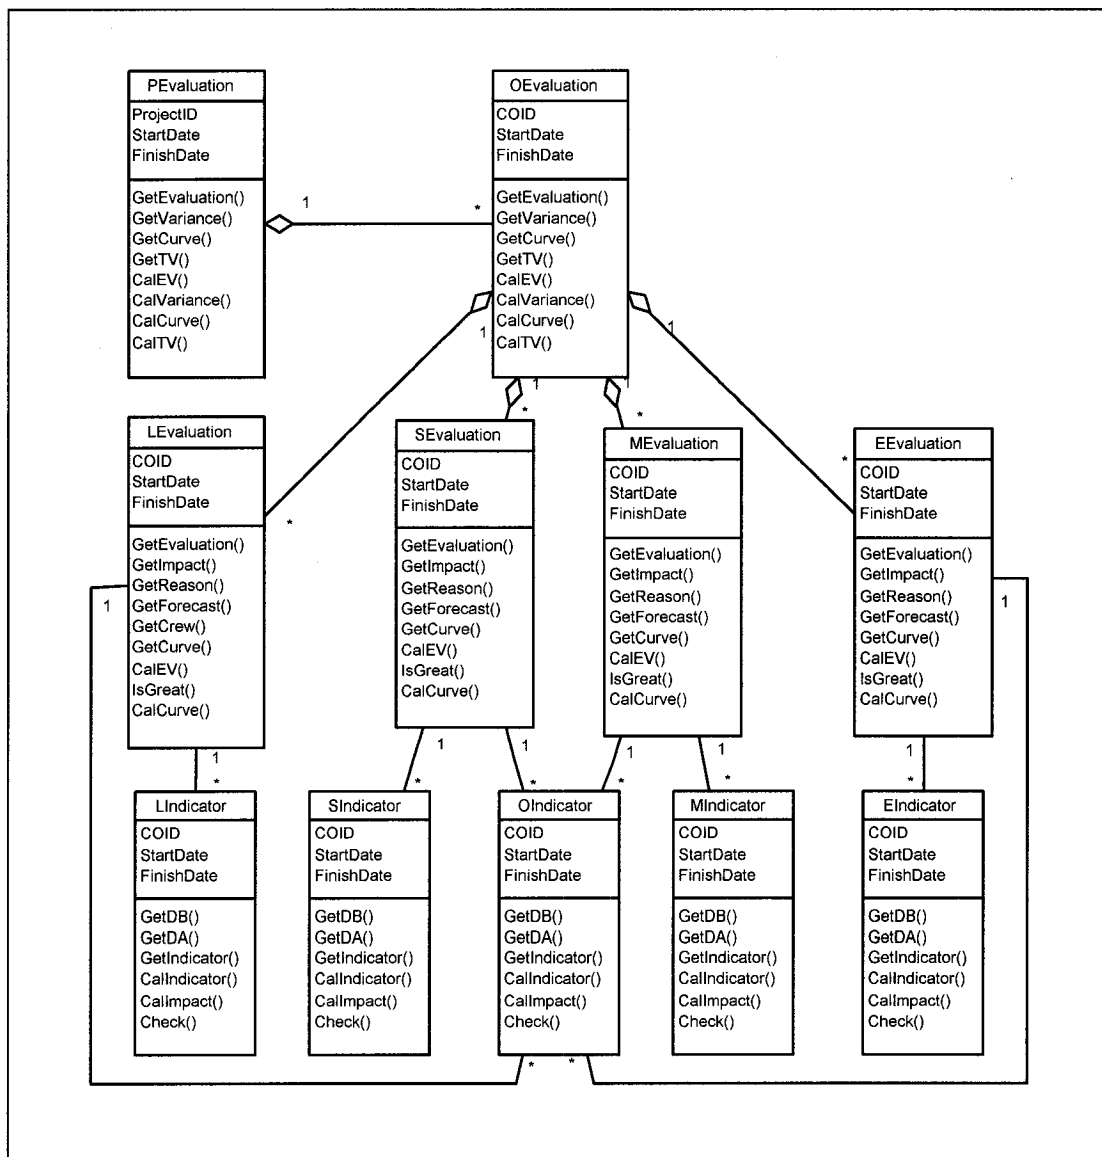 PEvaluation
ProjectID
StartDate
FinishDate
GetEvaluation()
GetVariance()
GetCurve()
GetTV()
CalEV()
CalVariance()
CalCurve()
CalTV()
1
*
OEvaluation
COID
StartDate
FinishDate
GetEvaluation()
GetVariance()
GetCurve()
GetTV()
CalEV()
CalVariance()
CalCurve()
CalTV()
1
1
1
1
*
*
*
*
LEvaluation
COID
StartDate
FinishDate
GetEvaluation()
GetImpact()
GetReason()
GetForecast()
GetCrew()
GetCurve()
CalEV()
IsGreat()
CalCurve()
SEvaluation
COID
StartDate
FinishDate
GetEvaluation()
GetImpact()
GetReason()
GetForecast()
GetCurve()
CalEV()
IsGreat()
CalCurve()
MEvaluation
COID
StartDate
FinishDate
GetEvaluation()
GetImpact()
GetReason()
GetForecast()
GetCurve()
CalEV()
IsGreat()
CalCurve()
EEvaluation
COID
StartDate
FinishDate
GetEvaluation()
GetImpact()
GetReason()
GetForecast()
GetCurve()
CalEV()
IsGreat()
CalCurve()
1
1
1
1
1
1
1
1
*
*
*
*
*
*
LIndicator
COID
StartDate
FinishDate
GetDB()
GetDA()
GetIndicator()
CalIndicator()
CalImpact()
Check()
SIndicator
COID
StartDate
FinishDate
GetDB()
GetDA()
GetIndicator()
CalIndicator()
CalImpact()
Check()
OIndicator
COID
StartDate
FinishDate
GetDB()
GetDA()
GetIndicator()
CalIndicator()
CalImpact()
Check()
MIndicator
COID
StartDate
FinishDate
GetDB()
GetDA()
GetIndicator()
CalIndicator()
CalImpact()
Check()
EIndicator
COID
StartDate
FinishDate
GetDB()
GetDA()
GetIndicator()
CalIndicator()
CalImpact()
Check()
*
*